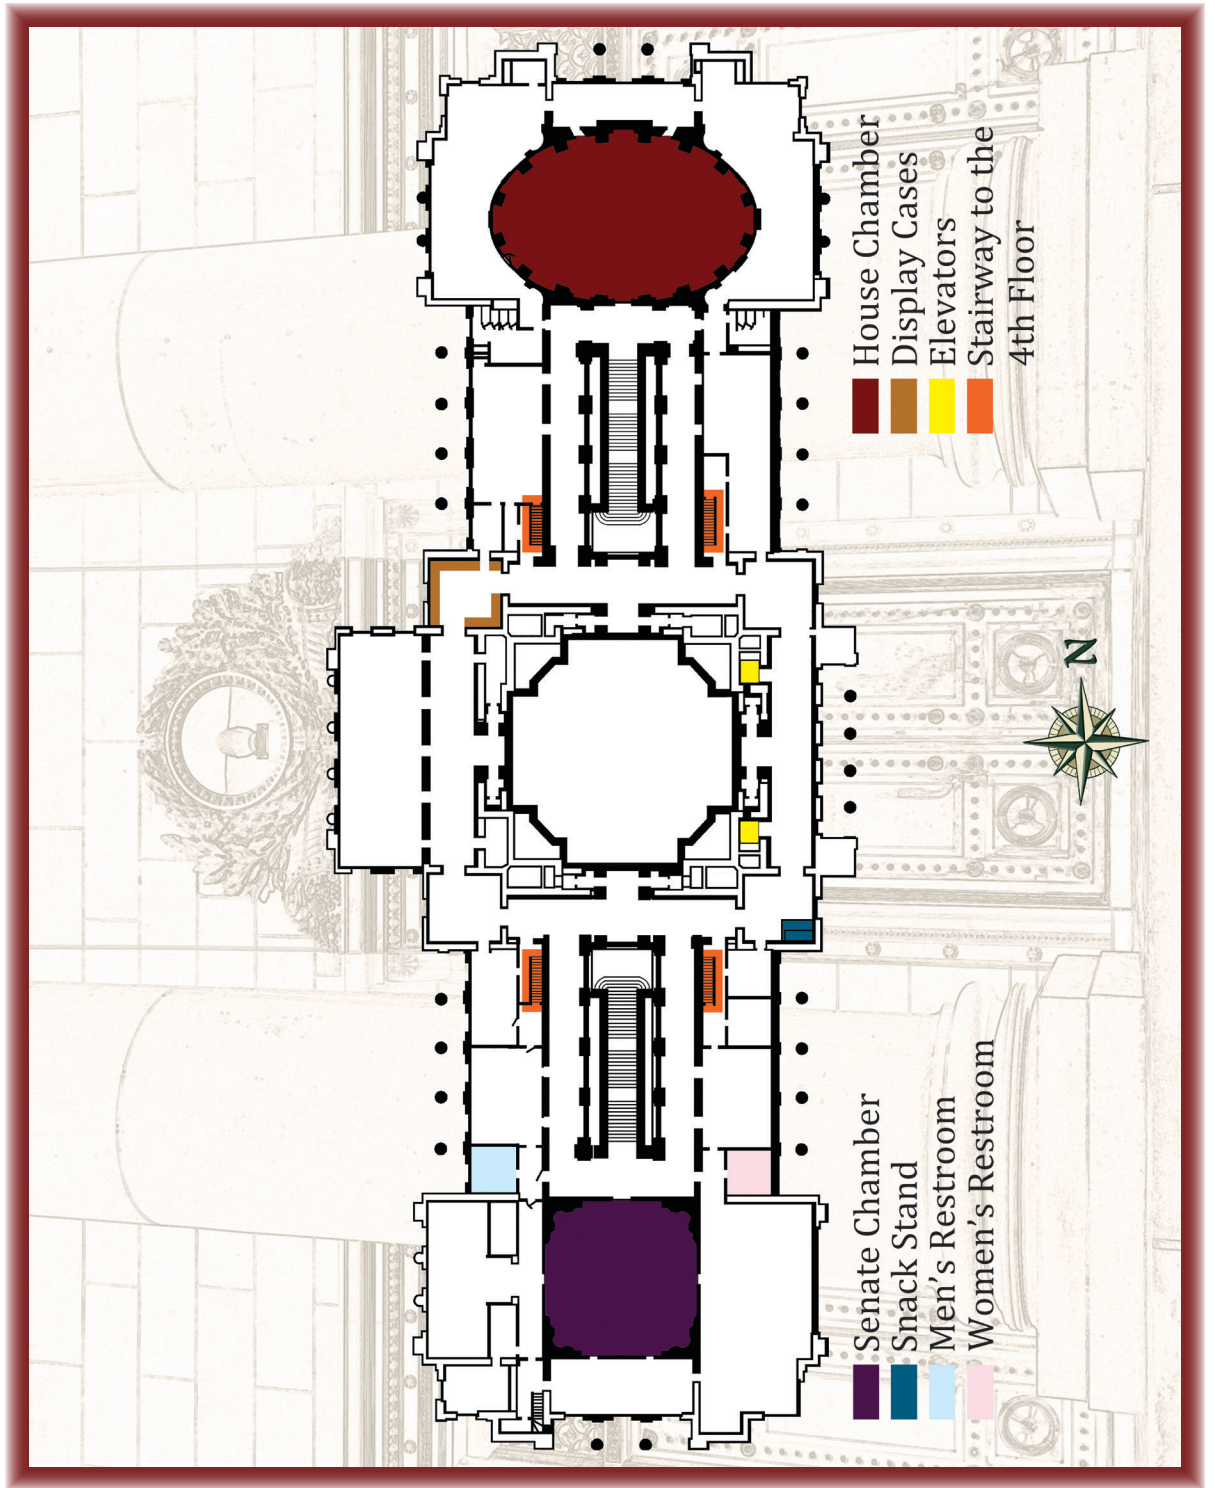 Senate Chamber
Snack Stand
Men's Restroom
Women's Restroom
House Chamber
Display Cases
Elevators
Stairway to the
4th Floor
N